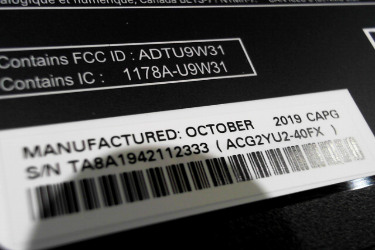 Contains FCC ID : ADTU9W31
Contains IC : 1178A-U9W31
MANUFACTURED: OCTOBER 2019 CAPG
S/N TA8A1942112333 ( ACG2YU2-40FX )